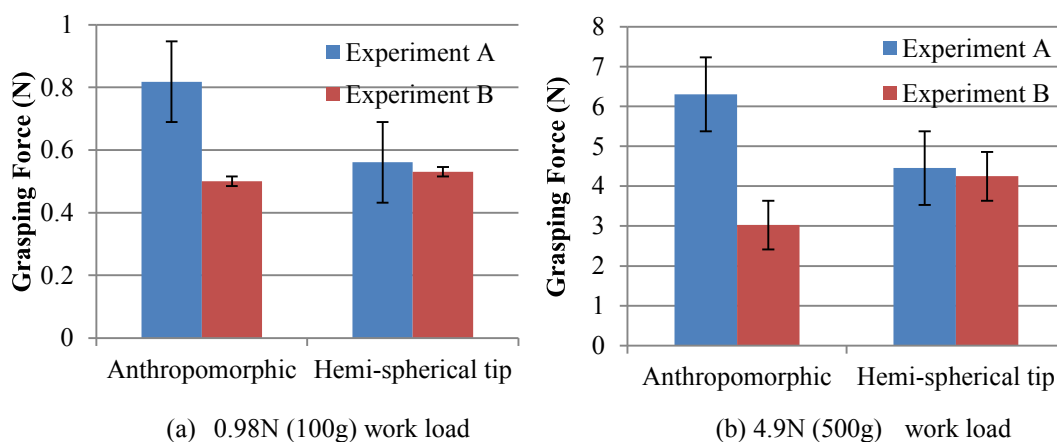 Grasping Force (N)
1
0.8
0.6
0.4
0.2
0
Experiment A
Experiment B
Anthropomorphic Hemi-spherical tip
(a) 0.98N (100g) work load
Grasping Force (N)
8
7
6
5
4
3
2
1
0
Experiment A
Experiment B
Anthropomorphic Hemi-spherical tip
(b) 4.9N (500g) work load